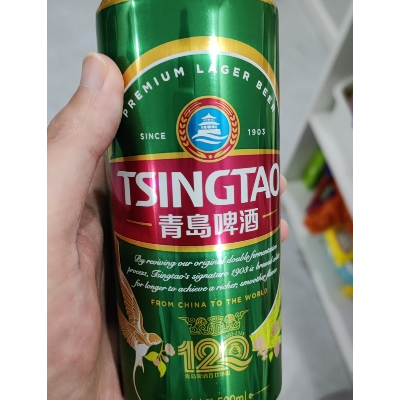 PREMIUM LAGER BEER
SINCE 1903
TSINGTAO
青島啤酒
By reviving our original double fermentation
process, Tsingtao's signature 1903 is brewed
for longer to achieve a richer, smoother
FROM CHINA TO THE WORLD
120
500ml